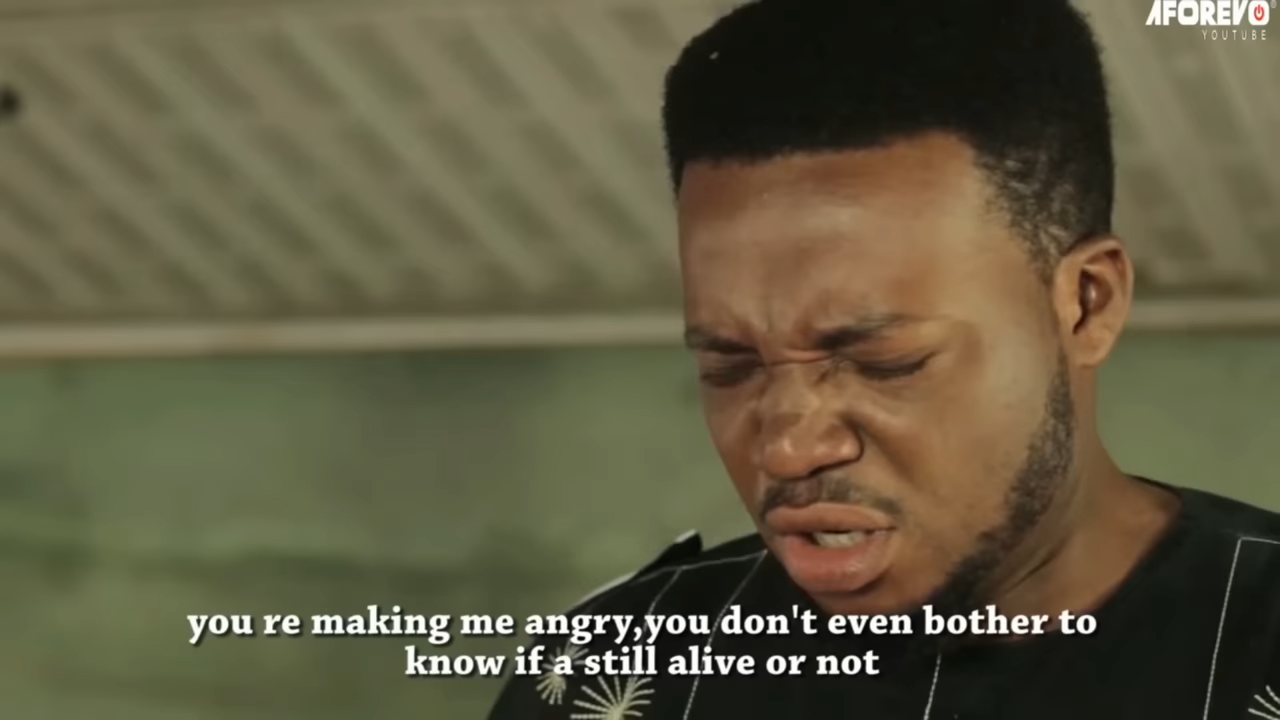 AFOREVO
YOUTUBE
you re making me angry,you don't even bother to
know if a still alive or not